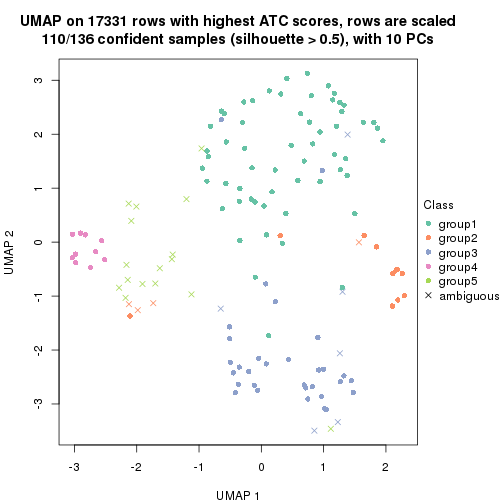 UMAP on 17331 rows with highest ATC scores, rows are scaled
110/136 confident samples (silhouette > 0.5), with 10 PCs
3
2
1
0
-1
-2
-3
UMAP 2
-3
-2
-1
0
1
2
UMAP 1
Class
group1
group2
group3
group4
group5
ambiguous